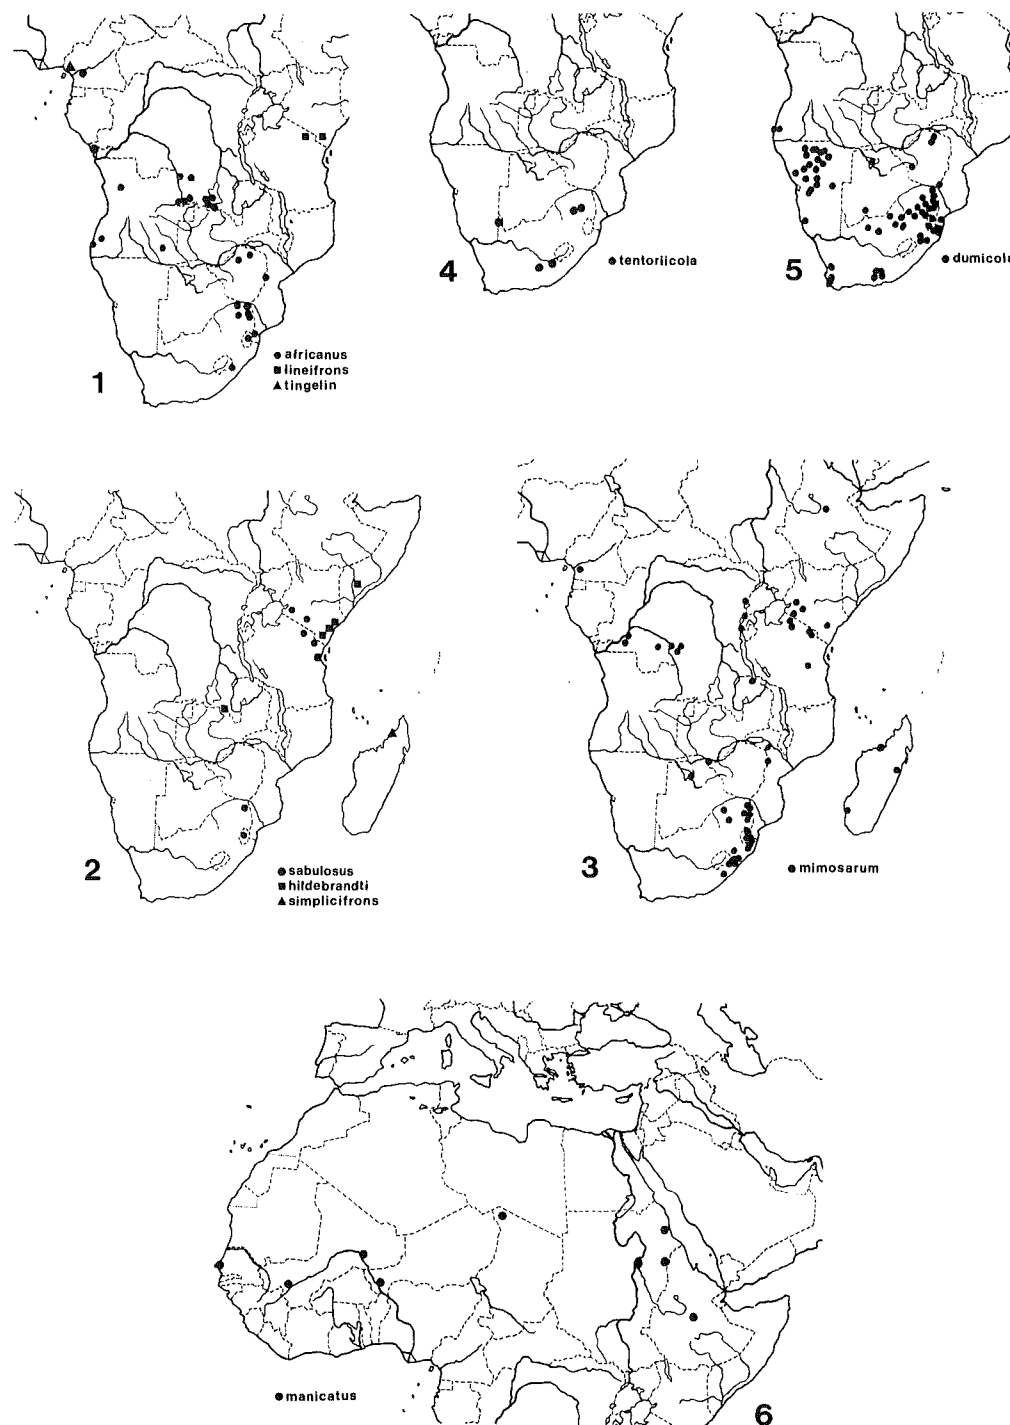 1
africanus
lineifrons
tingelin
4
tentoriicola
5
dumicola
2
sabulosus
hildebrandti
simplicifrons
3
mimosarum
manicatus
6